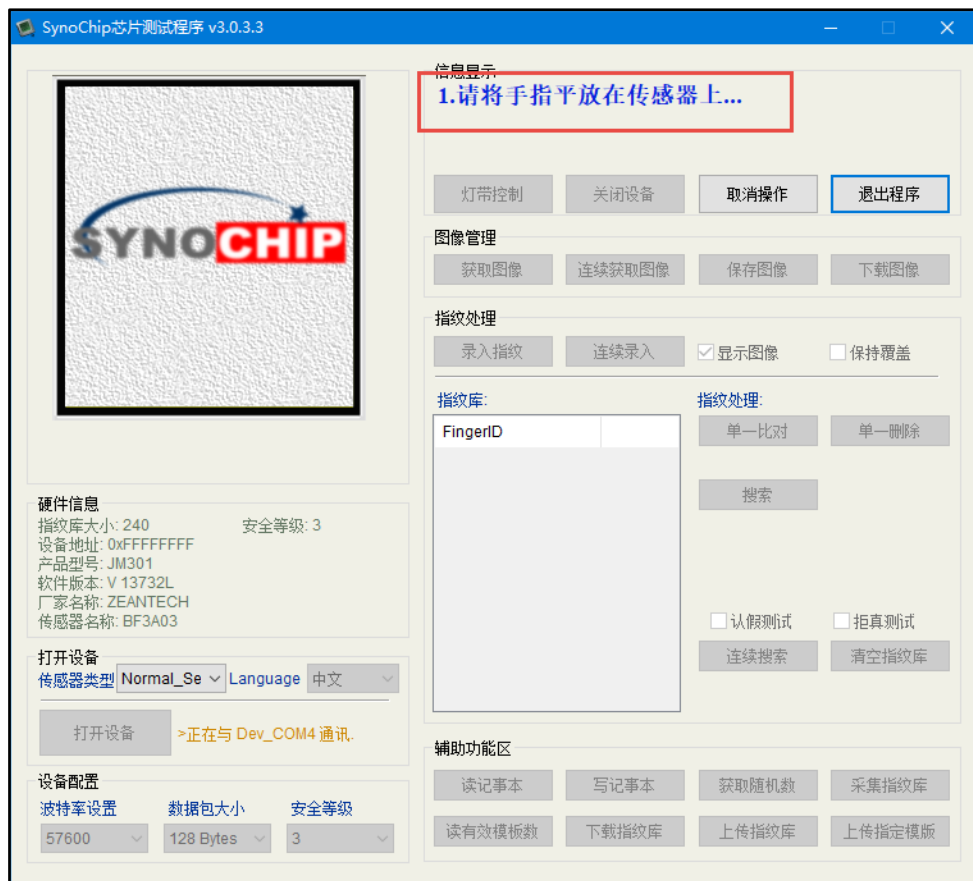 SynoChip芯片测试程序 v3.0.3.3
SYNOCHIP
信息显示
1.请将手指平放在传感器上...
灯带控制 关闭设备 取消操作 退出程序
图像管理
获取图像 连续获取图像 保存图像 下载图像
指纹处理
录入指纹 连续录入 显示图像 保持覆盖
指纹库: 指纹处理:
FingerID 单一比对 单一删除
搜索
认假测试 拒真测试
连续搜索 清空指纹库
硬件信息
指纹库大小: 240 安全等级: 3
设备地址: 0xFFFFFFFF
产品型号: JM301
软件版本: V 13732L
厂家名称: ZEANTECH
传感器名称: BF3A03
打开设备
传感器类型 Normal_Se Language 中文
打开设备 >正在与 Dev_COM4 通讯.
设备配置
波特率设置 数据包大小 安全等级
57600 128 Bytes 3
辅助功能区
读记事本 写记事本 获取随机数 采集指纹库
读有效模板数 下载指纹库 上传指纹库 上传指定模版